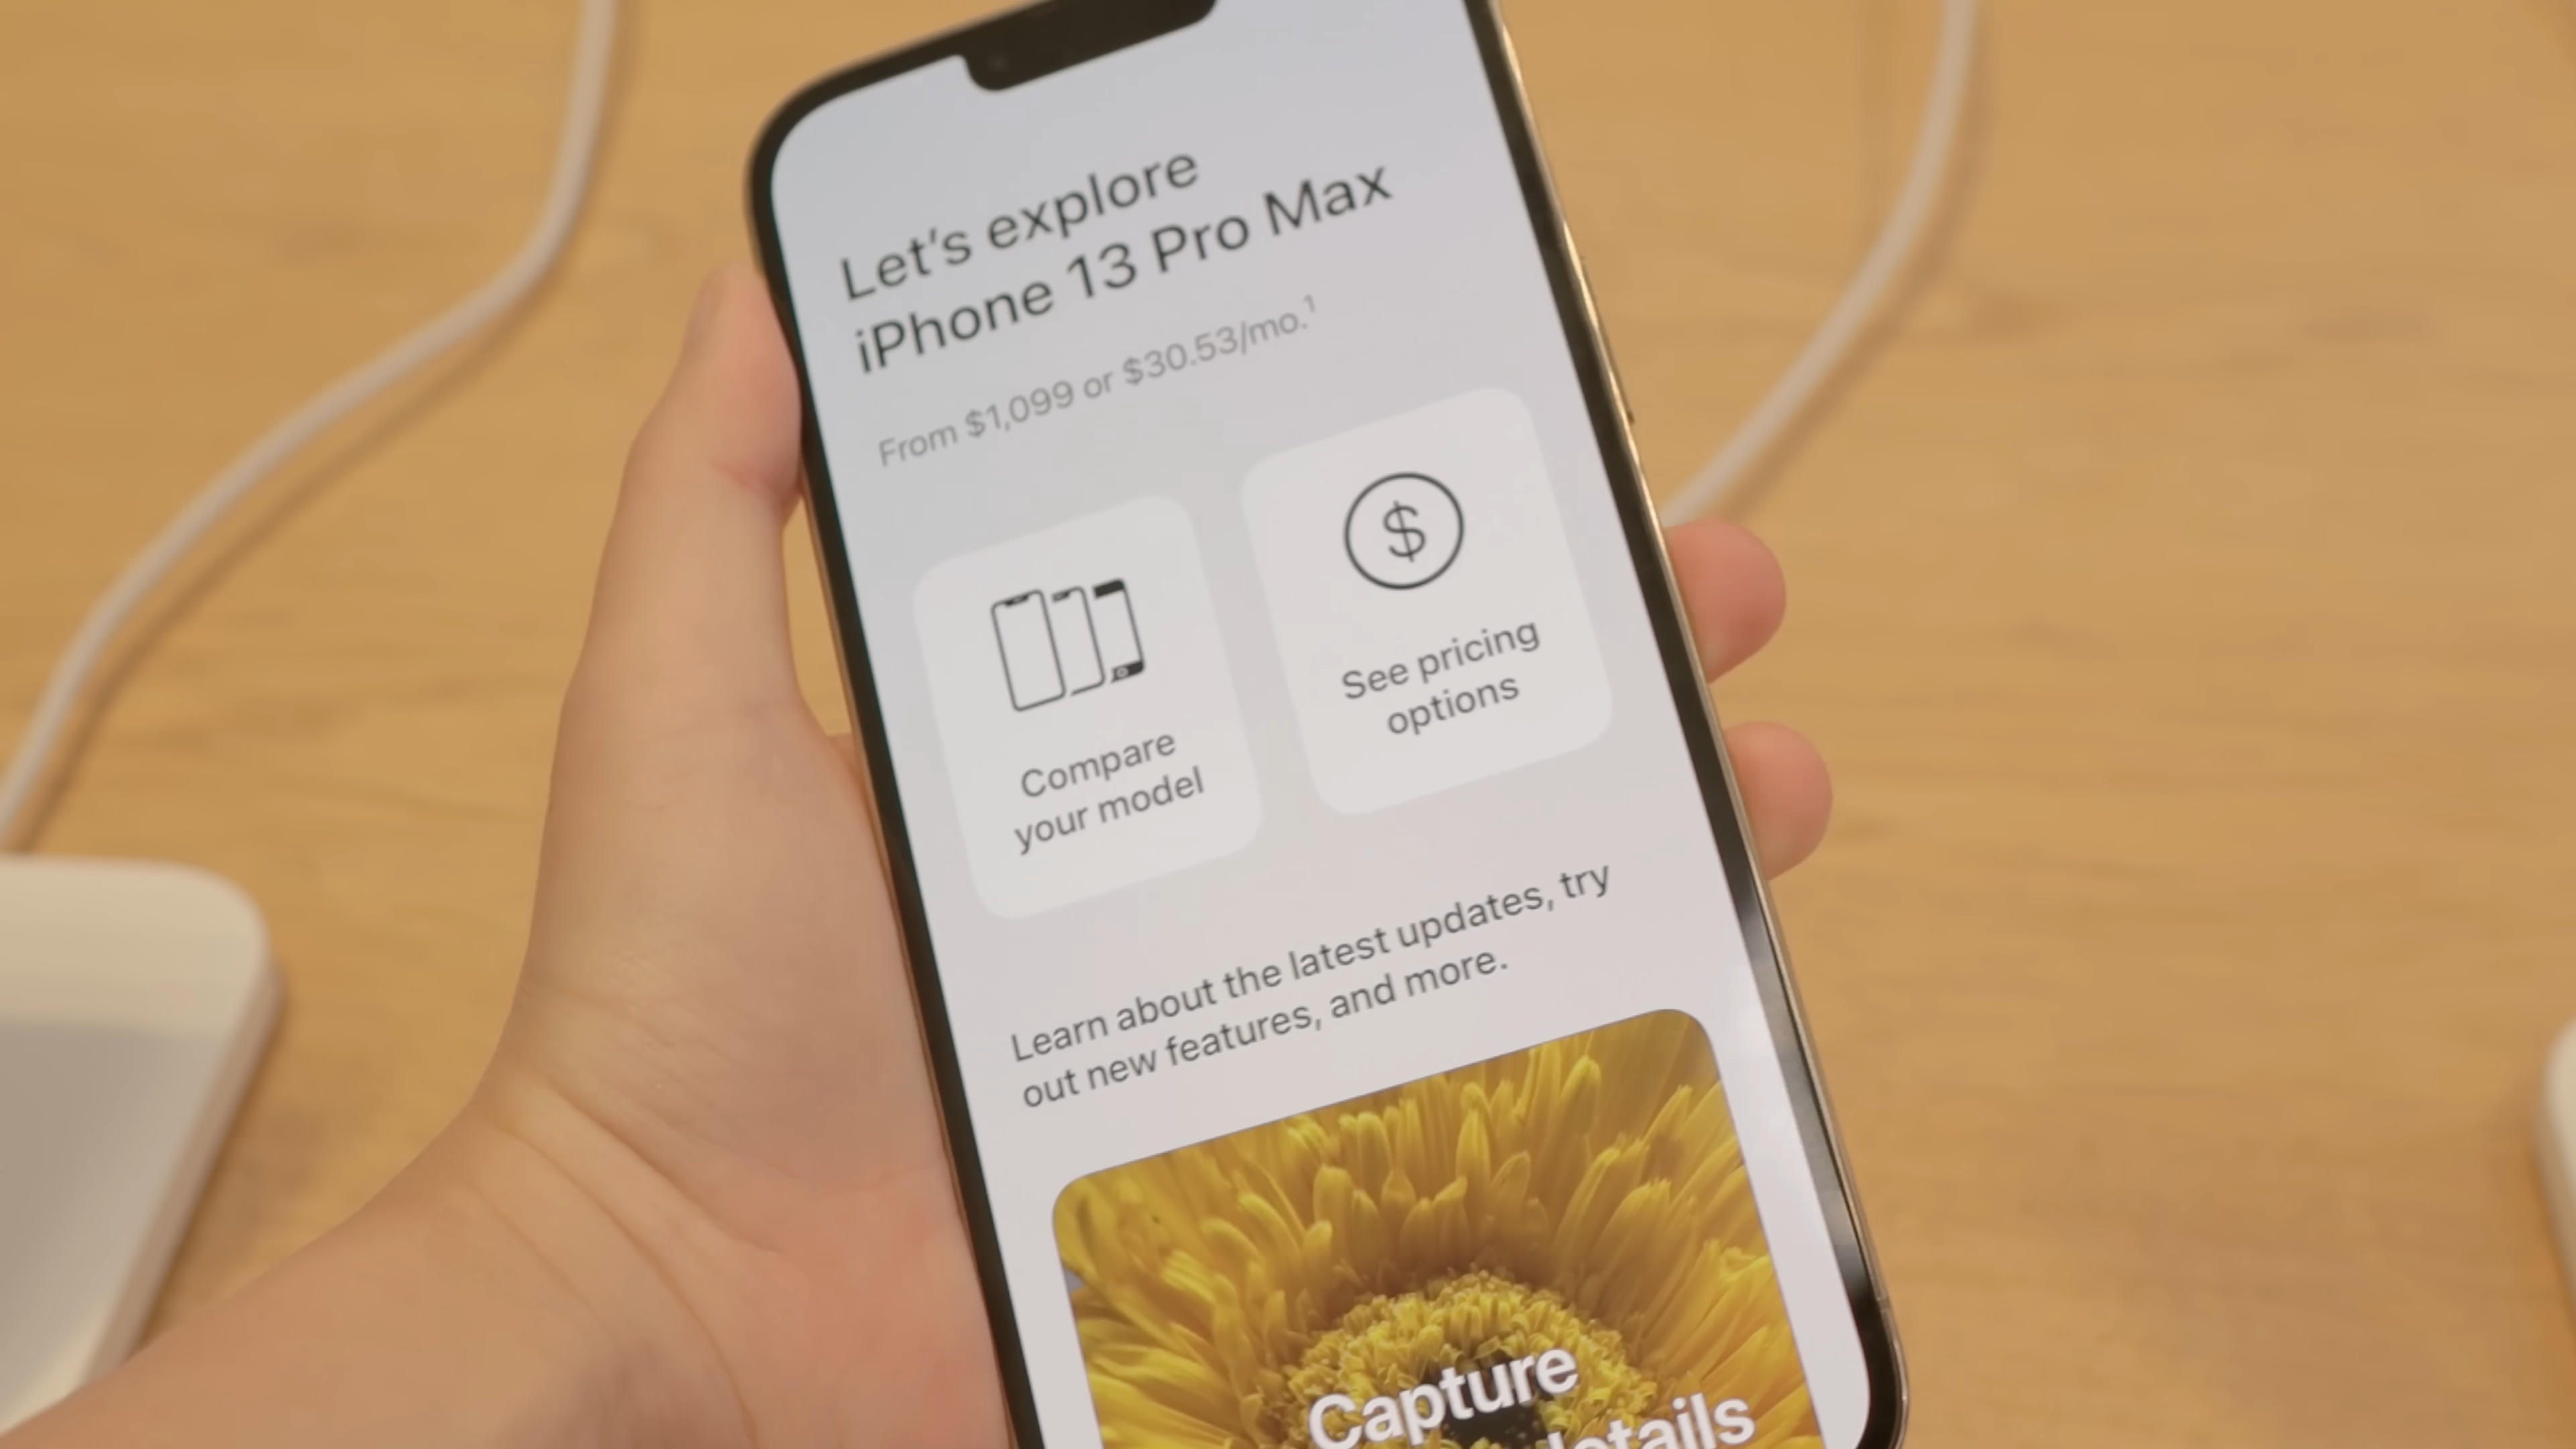 Let's explore
iPhone 13 Pro Max
From $1,099 or $30.53/mo.¹
$
Compare
your model
See pricing
options
Learn about the latest updates, try
out new features, and more.
Capture
details